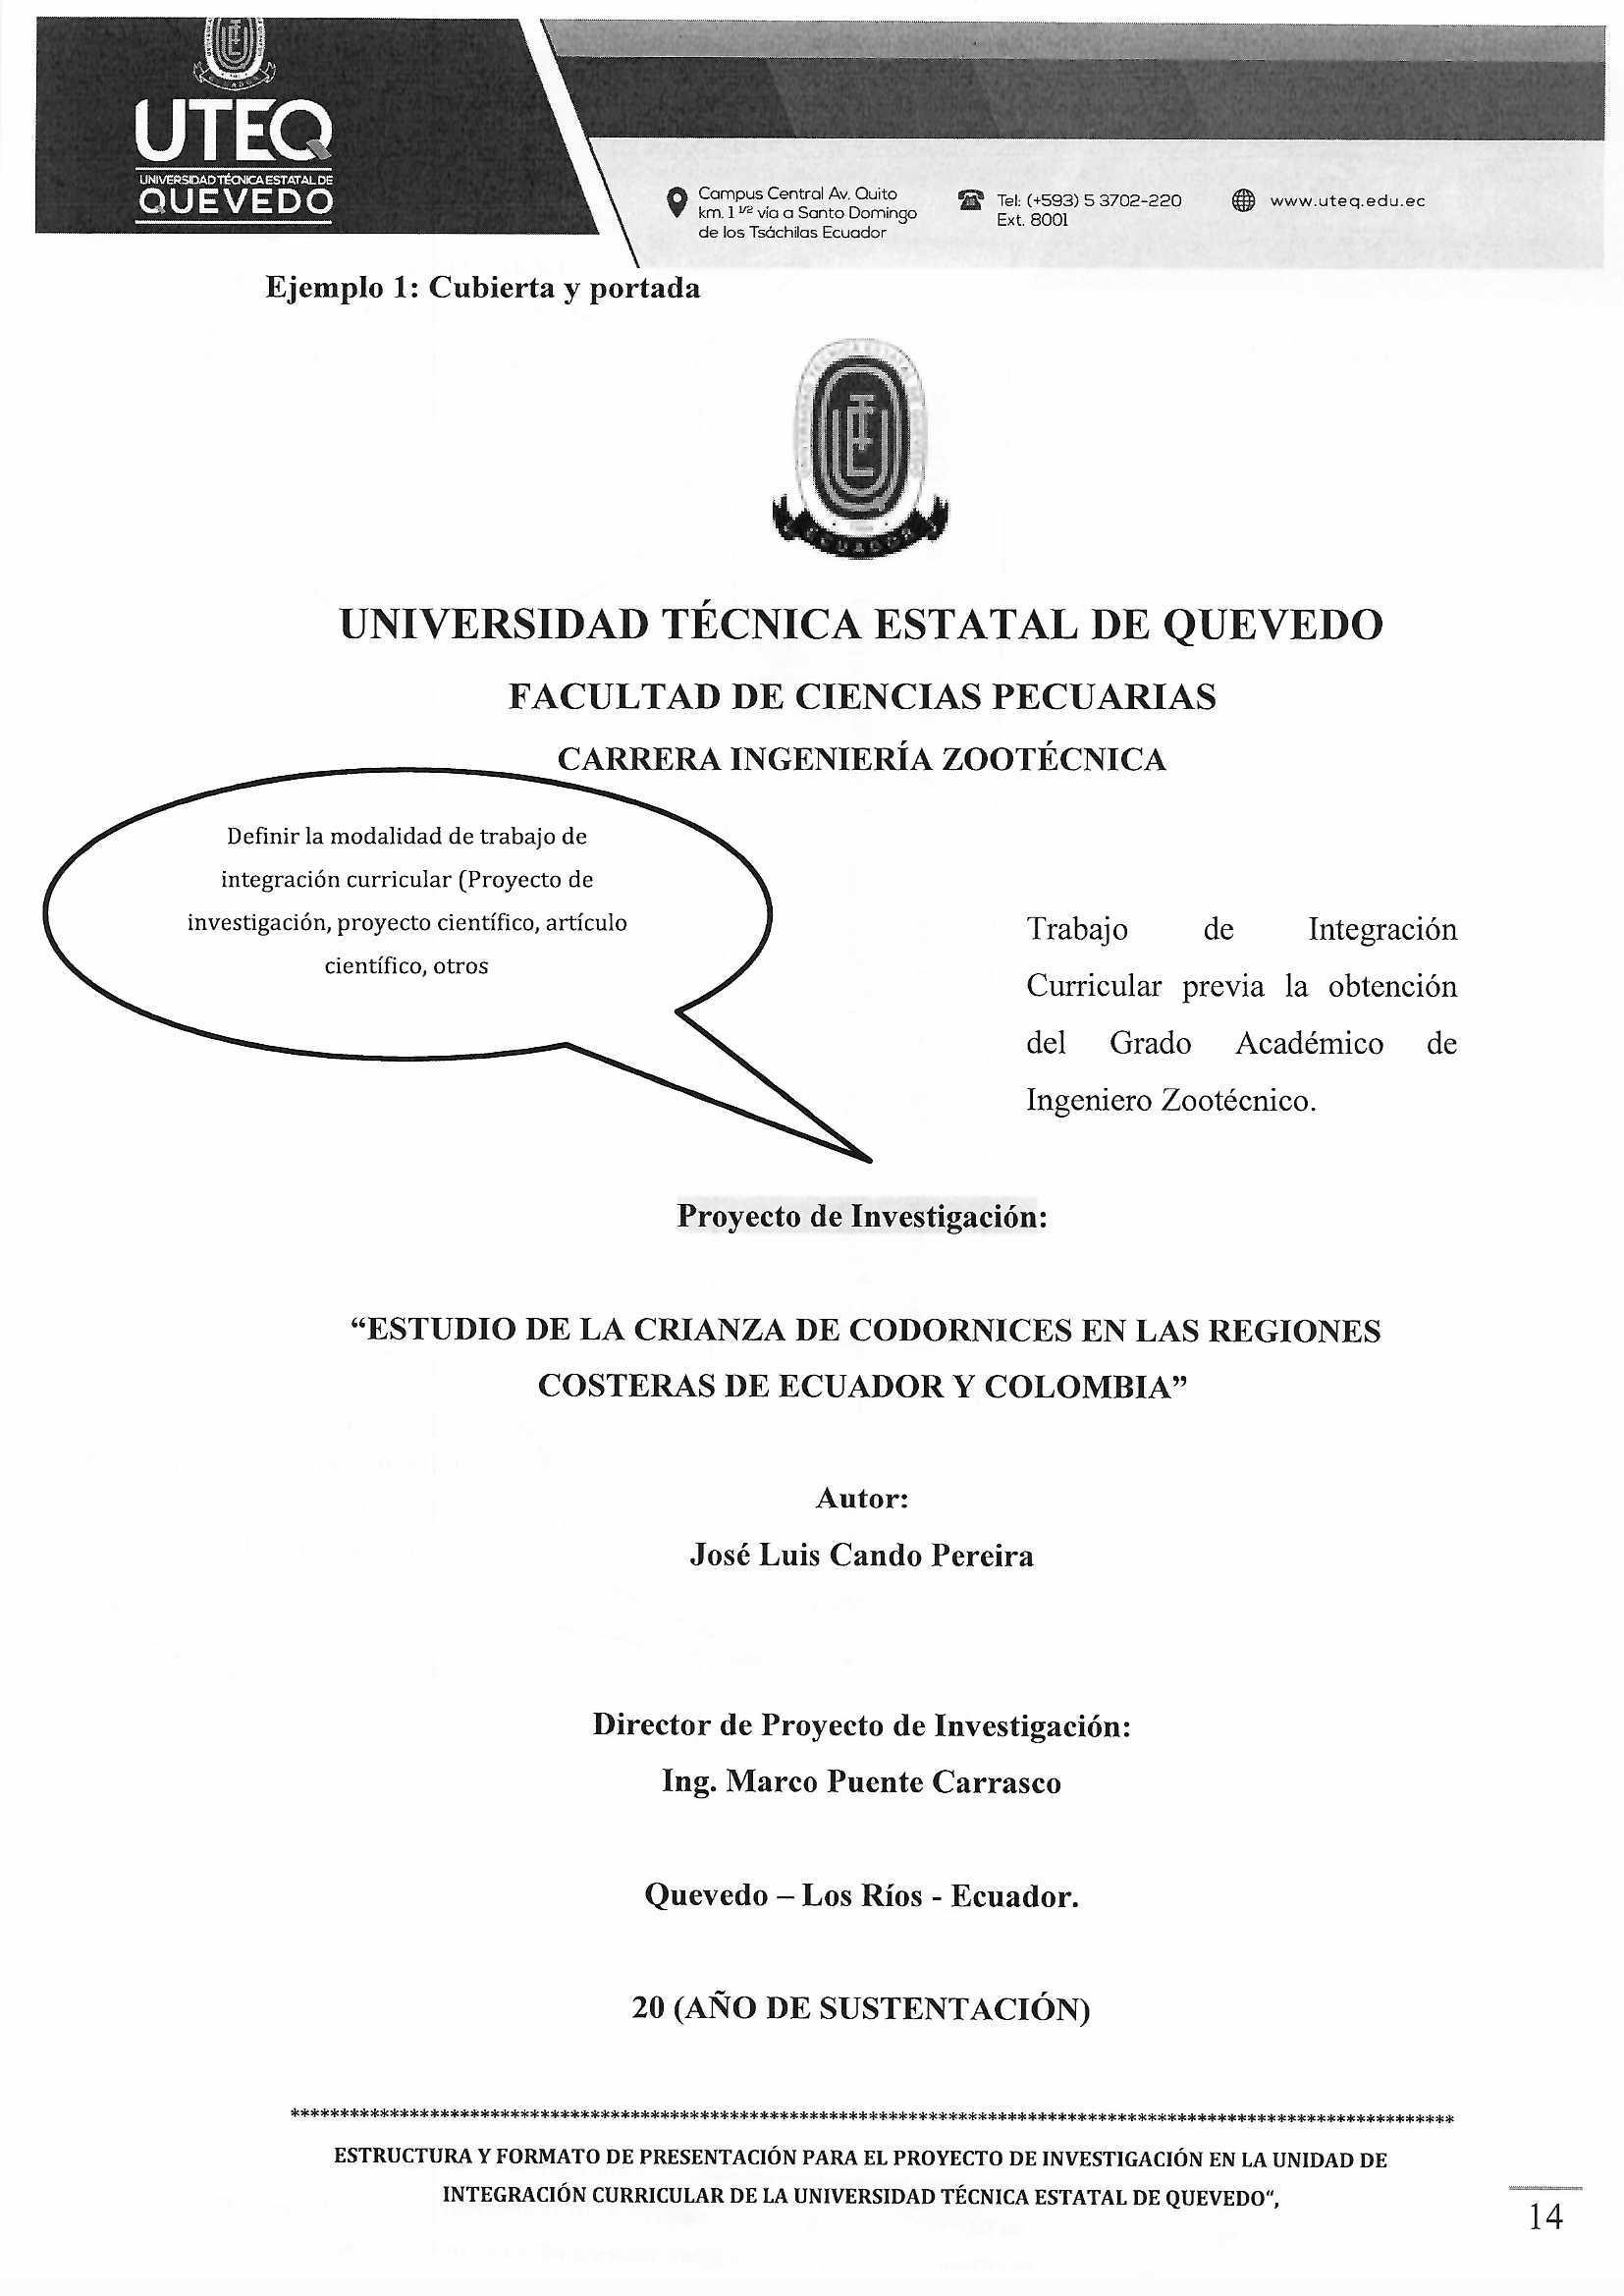 UTEQ
UNIVERSIDAD TÉCNICA ESTATAL DE
QUEVEDO
Campus Central Av. Quito
km. 1 1/2 vía a Santo Domingo
de los Tsáchilas Ecuador
Tel: (+593) 5 3702-220
Ext. 8001
www.uteq.edu.ec
Ejemplo 1: Cubierta y portada
ECUADOR
UNIVERSIDAD TÉCNICA ESTATAL DE QUEVEDO
FACULTAD DE CIENCIAS PECUARIAS
CARRERA INGENIERÍA ZOOTÉCNICA
Definir la modalidad de trabajo de
integración curricular (Proyecto de
investigación, proyecto científico, artículo
científico, otros
Trabajo de Integración
Curricular previa la obtención
del Grado Académico de
Ingeniero Zootécnico.
Proyecto de Investigación:
“ESTUDIO DE LA CRIANZA DE CODORNICES EN LAS REGIONES
COSTERAS DE ECUADOR Y COLOMBIA”
Autor:
José Luis Cando Pereira
Director de Proyecto de Investigación:
Ing. Marco Puente Carrasco
Quevedo – Los Ríos - Ecuador.
20 (AÑO DE SUSTENTACIÓN)
********************************************************************************************************************
ESTRUCTURA Y FORMATO DE PRESENTACIÓN PARA EL PROYECTO DE INVESTIGACIÓN EN LA UNIDAD DE
INTEGRACIÓN CURRICULAR DE LA UNIVERSIDAD TÉCNICA ESTATAL DE QUEVEDO“,
14